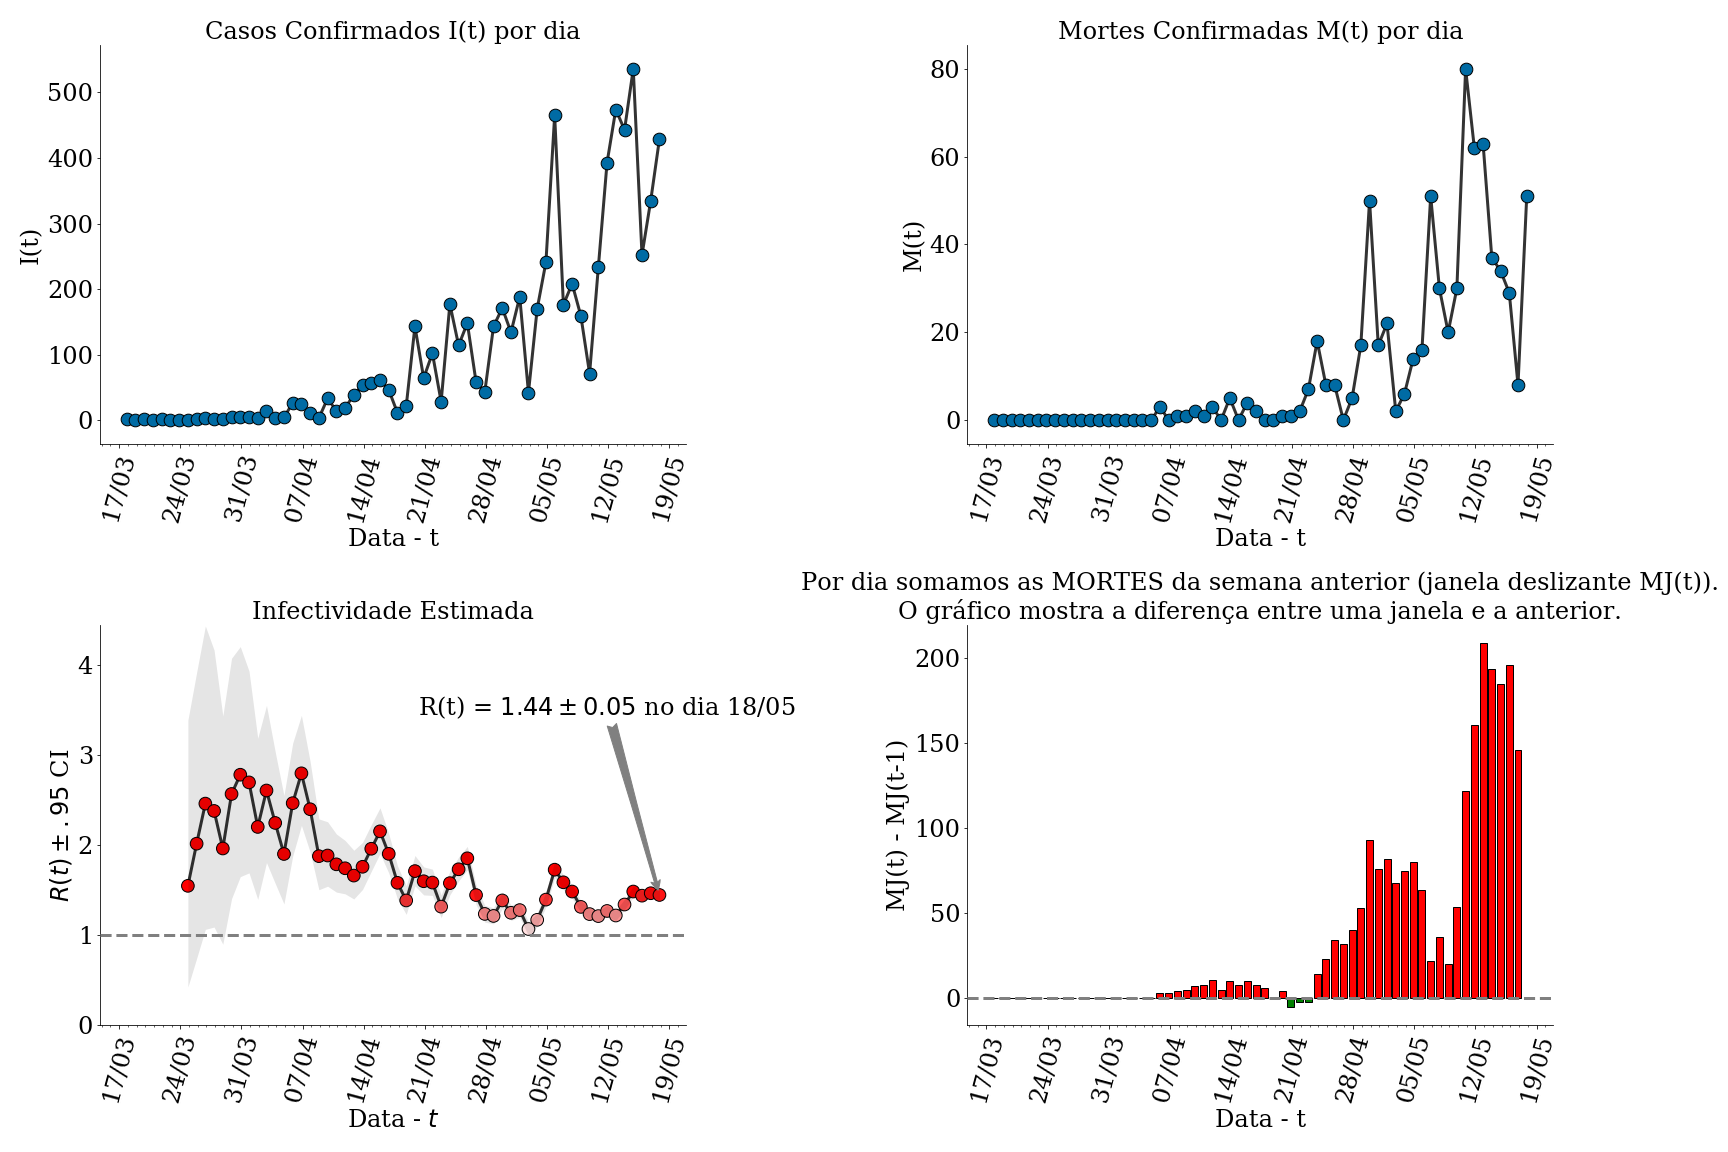 Casos Confirmados I(t) por dia
I(t)
500
400
300
200
100
0
17/03 24/03 31/03 07/04 14/04 21/04 28/04 05/05 12/05 19/05
Data - t
Mortes Confirmadas M(t) por dia
M(t)
80
60
40
20
0
17/03 24/03 31/03 07/04 14/04 21/04 28/04 05/05 12/05 19/05
Data - t
Infectividade Estimada
R(t) ± .95 CI
4
3
2
1
0
R(t) = 1.44 ± 0.05 no dia 18/05
17/03 24/03 31/03 07/04 14/04 21/04 28/04 05/05 12/05 19/05
Data - t
Por dia somamos as MORTES da semana anterior (janela deslizante MJ(t)).
O gráfico mostra a diferença entre uma janela e a anterior.
MJ(t) - MJ(t-1)
200
150
100
50
0
17/03 24/03 31/03 07/04 14/04 21/04 28/04 05/05 12/05 19/05
Data - t